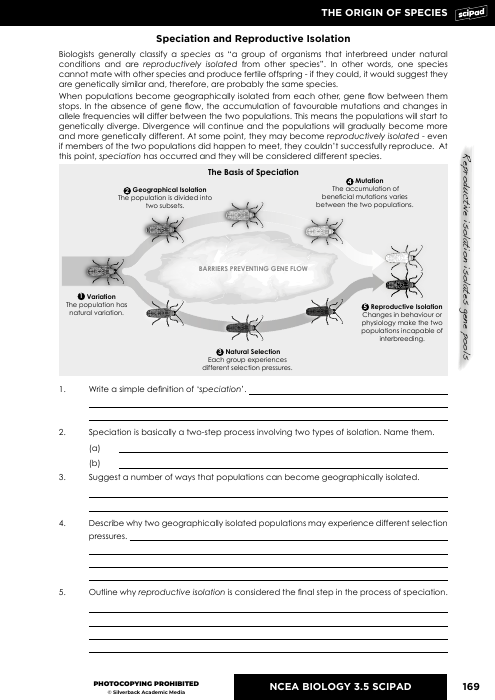 THE ORIGIN OF SPECIES
scipad
Speciation and Reproductive Isolation
Biologists generally classify a species as “a group of organisms that interbreed under natural
conditions and are reproductively isolated from other species”. In other words, one species
cannot mate with other species and produce fertile offspring - if they could, it would suggest they
are genetically similar and, therefore, are probably the same species.
When populations become geographically isolated from each other, gene flow between them
stops. In the absence of gene flow, the accumulation of favourable mutations and changes in
allele frequencies will differ between the two populations. This means the populations will start to
genetically diverge. Divergence will continue and the populations will gradually become more
and more genetically different. At some point, they may become reproductively isolated - even
if members of the two populations did happen to meet, they couldn’t successfully reproduce. At
this point, speciation has occurred and they will be considered different species.
The Basis of Speciation
2 Geographical Isolation
The population is divided into
two subsets.
4 Mutation
The accumulation of
beneficial mutations varies
between the two populations.
BARRIERS PREVENTING GENE FLOW
1 Variation
The population has
natural variation.
5 Reproductive Isolation
Changes in behaviour or
physiology make the two
populations incapable of
interbreeding.
3 Natural Selection
Each group experiences
different selection pressures.
Reproductive isolation isolates gene pools
1. Write a simple definition of ‘speciation’.
2. Speciation is basically a two-step process involving two types of isolation. Name them.
(a)
(b)
3. Suggest a number of ways that populations can become geographically isolated.
4. Describe why two geographically isolated populations may experience different selection
pressures.
5. Outline why reproductive isolation is considered the final step in the process of speciation.
PHOTOCOPYING PROHIBITED
© Silverback Academic Media
NCEA BIOLOGY 3.5 SCIPAD
169